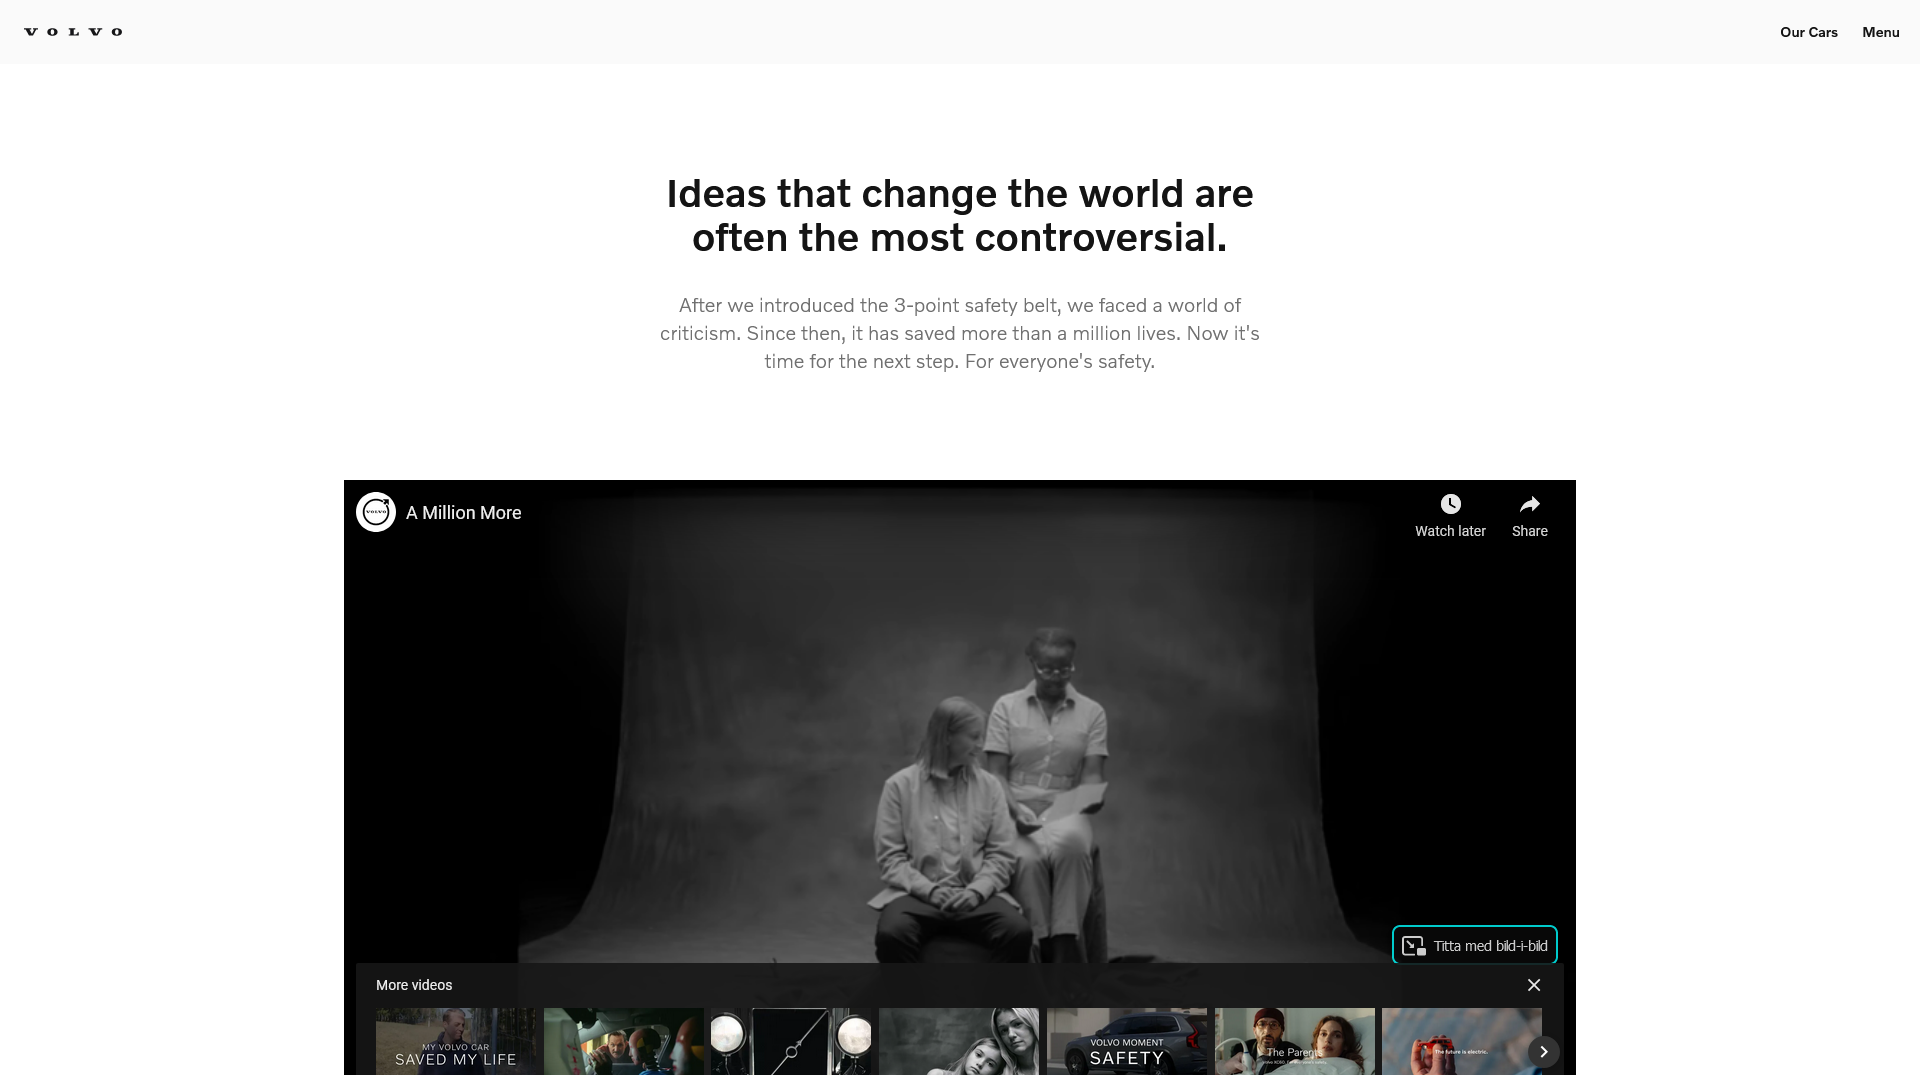 VOLVO
Our Cars
Menu
Ideas that change the world are
often the most controversial.
After we introduced the 3-point safety belt, we faced a world of
criticism. Since then, it has saved more than a million lives. Now it's
time for the next step. For everyone's safety.
VOLVO
A Million More
Watch later
Share
Titta med bild-i-bild
More videos
MY VOLVO CAR
SAVED MY LIFE
VOLVO MOMENT
SAFETY
The Parents
The future is electric.